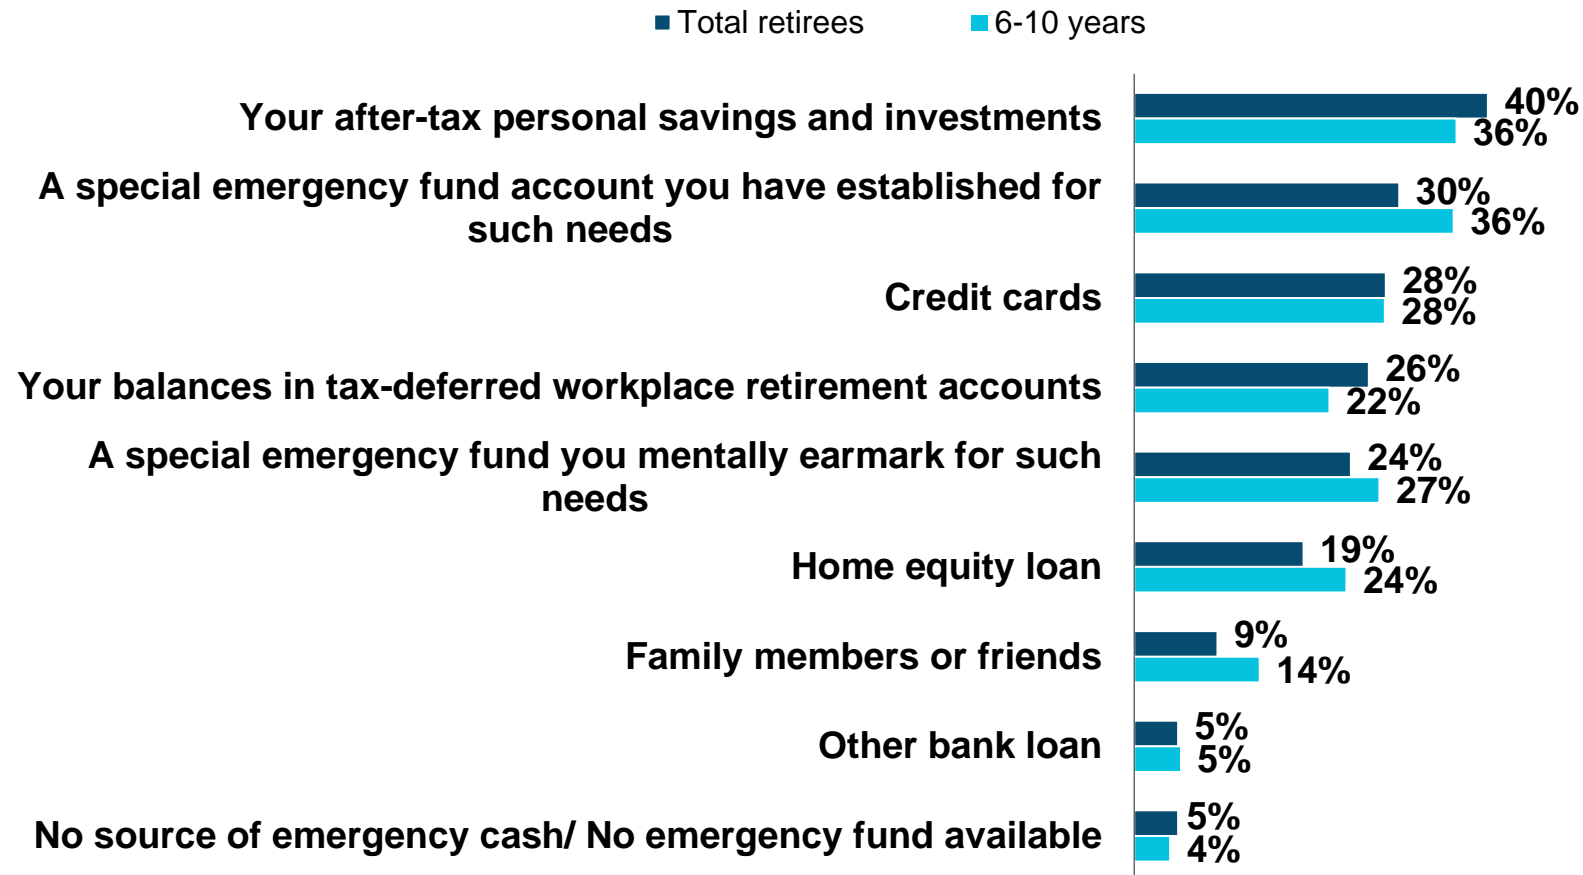 Total retirees
6-10 years
Your after-tax personal savings and investments
40%
36%
A special emergency fund account you have established for
such needs
30%
36%
Credit cards
28%
28%
Your balances in tax-deferred workplace retirement accounts
26%
22%
A special emergency fund you mentally earmark for such
needs
24%
27%
Home equity loan
19%
24%
Family members or friends
9%
14%
Other bank loan
5%
5%
No source of emergency cash/ No emergency fund available
5%
4%